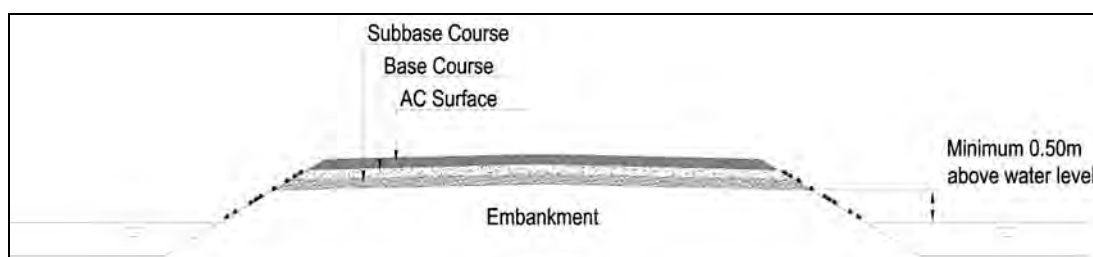 Subbase Course
Base Course
AC Surface
Minimum 0.50m
above water level
Embankment